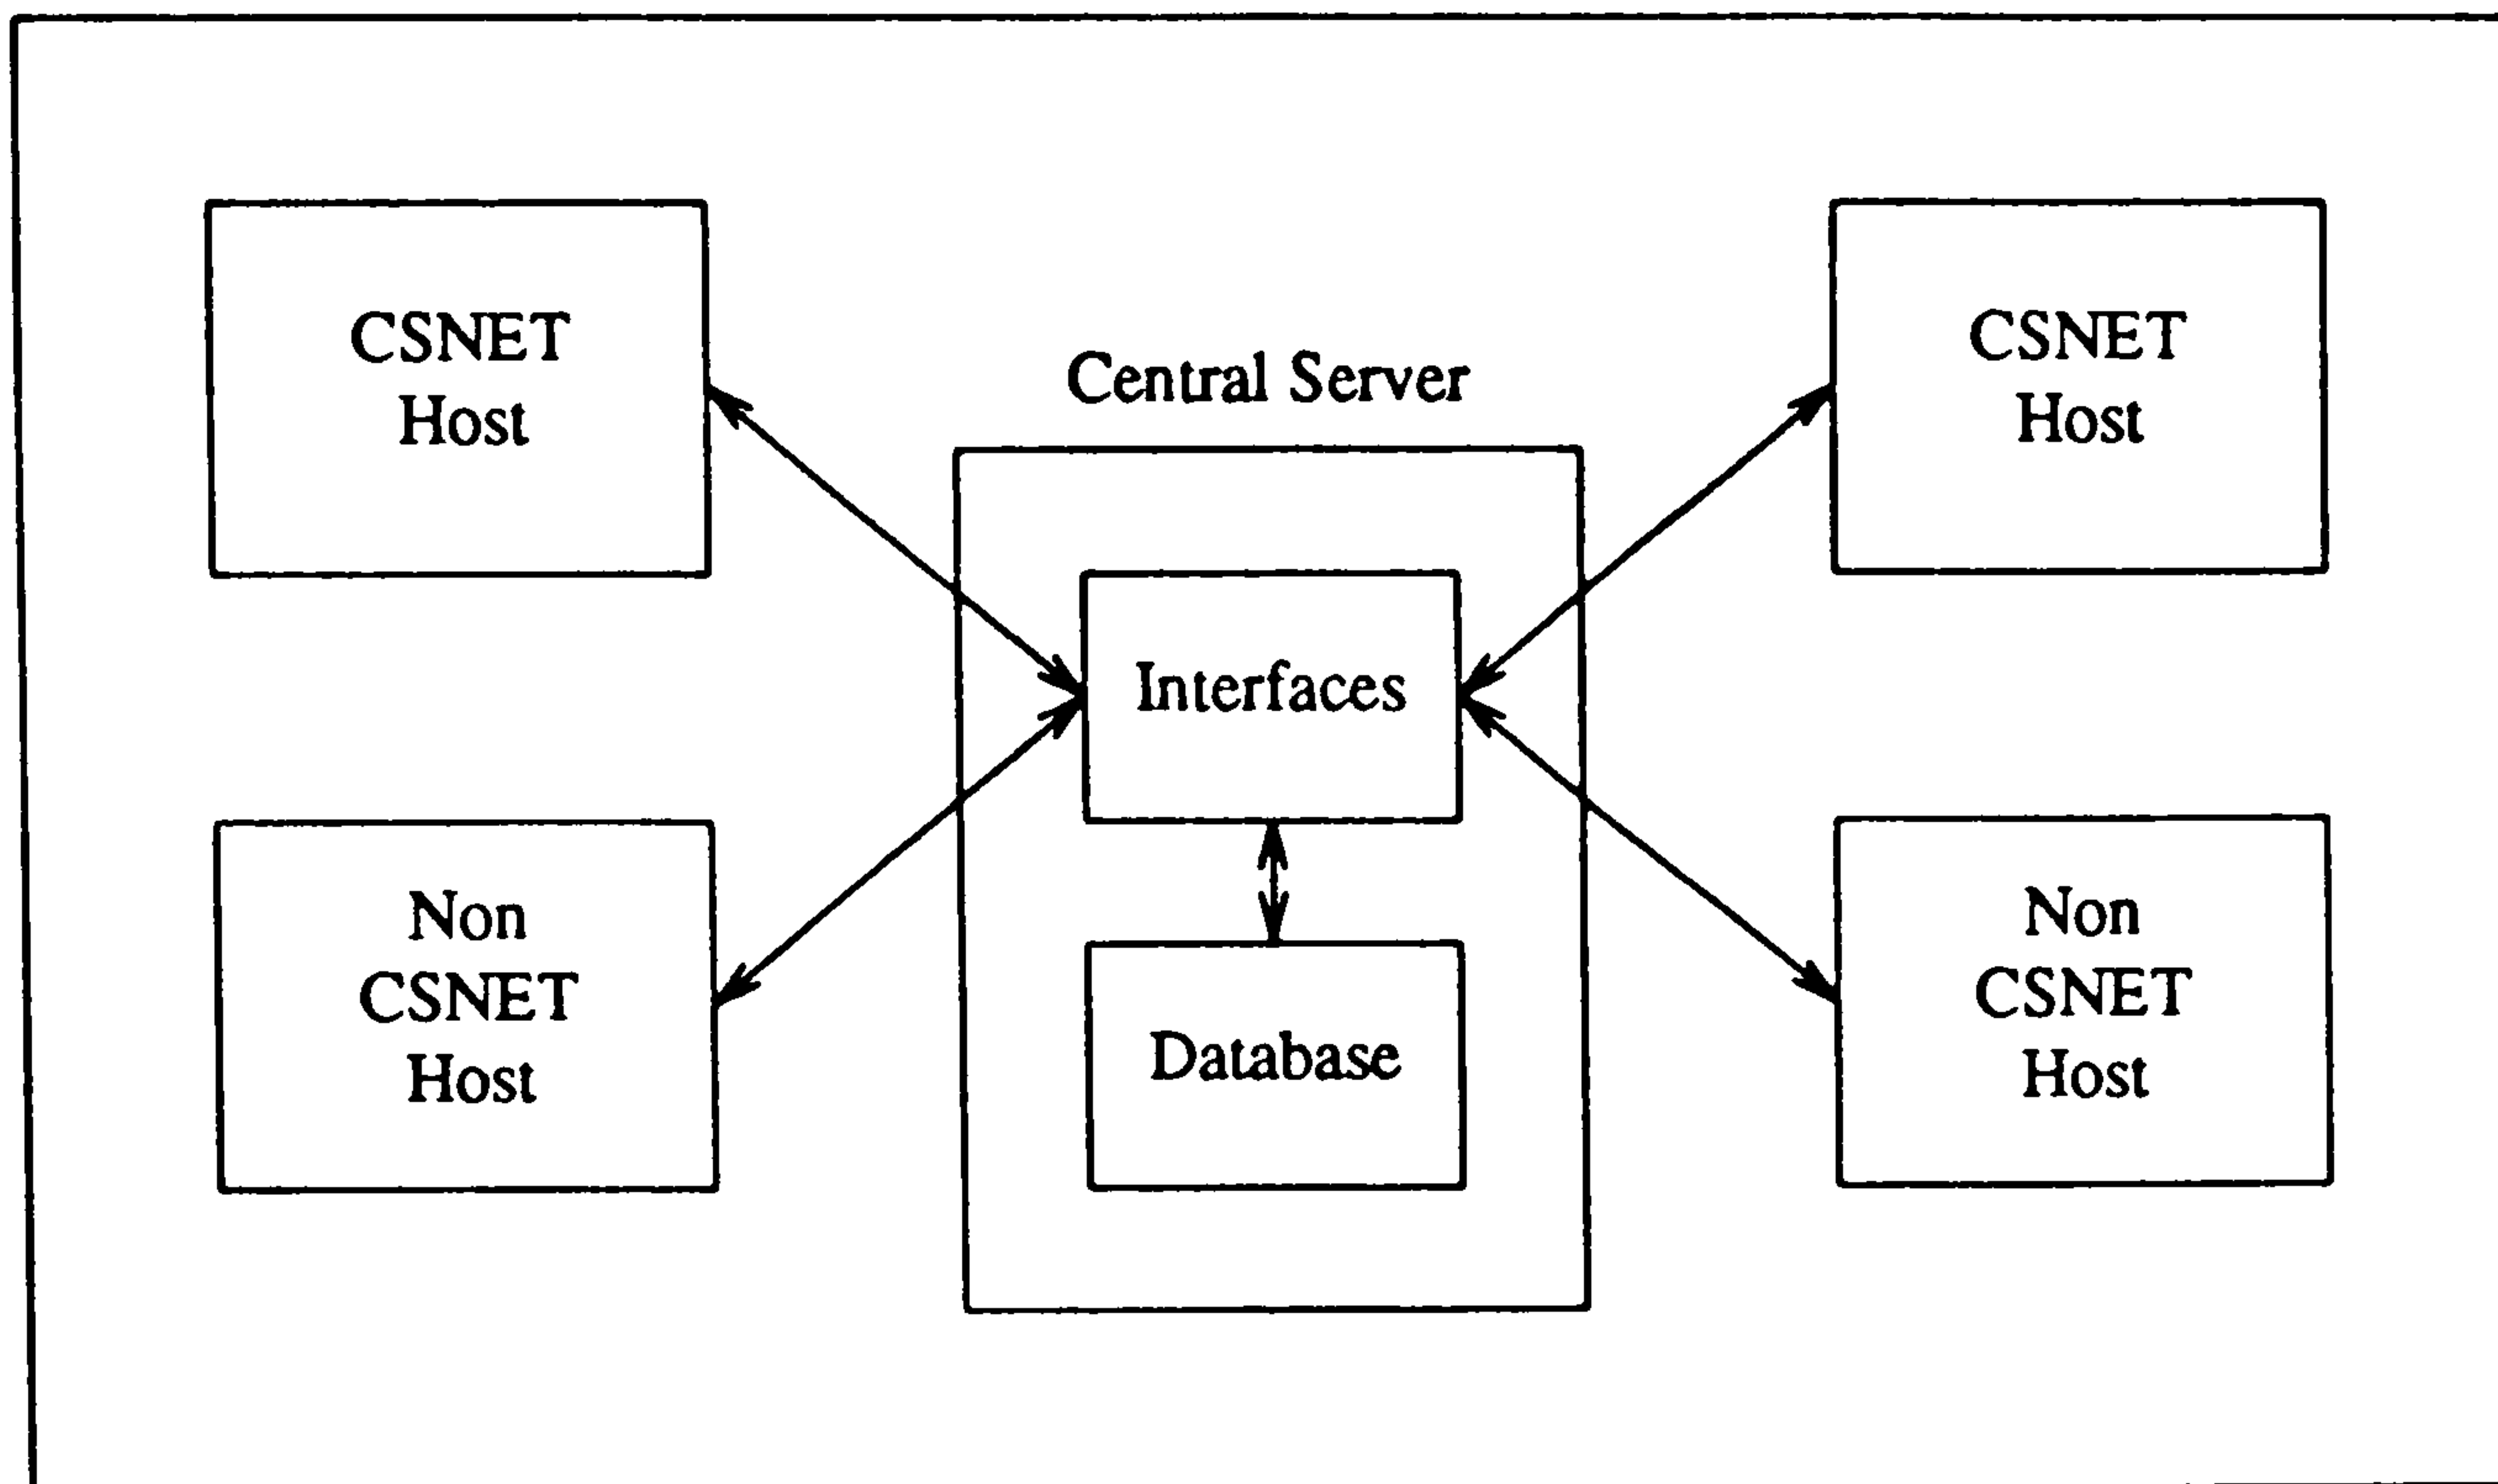 CSNET
Host
CSNET
Host
Central Server
Interfaces
Non
CSNET
Host
Database
Non
CSNET
Host